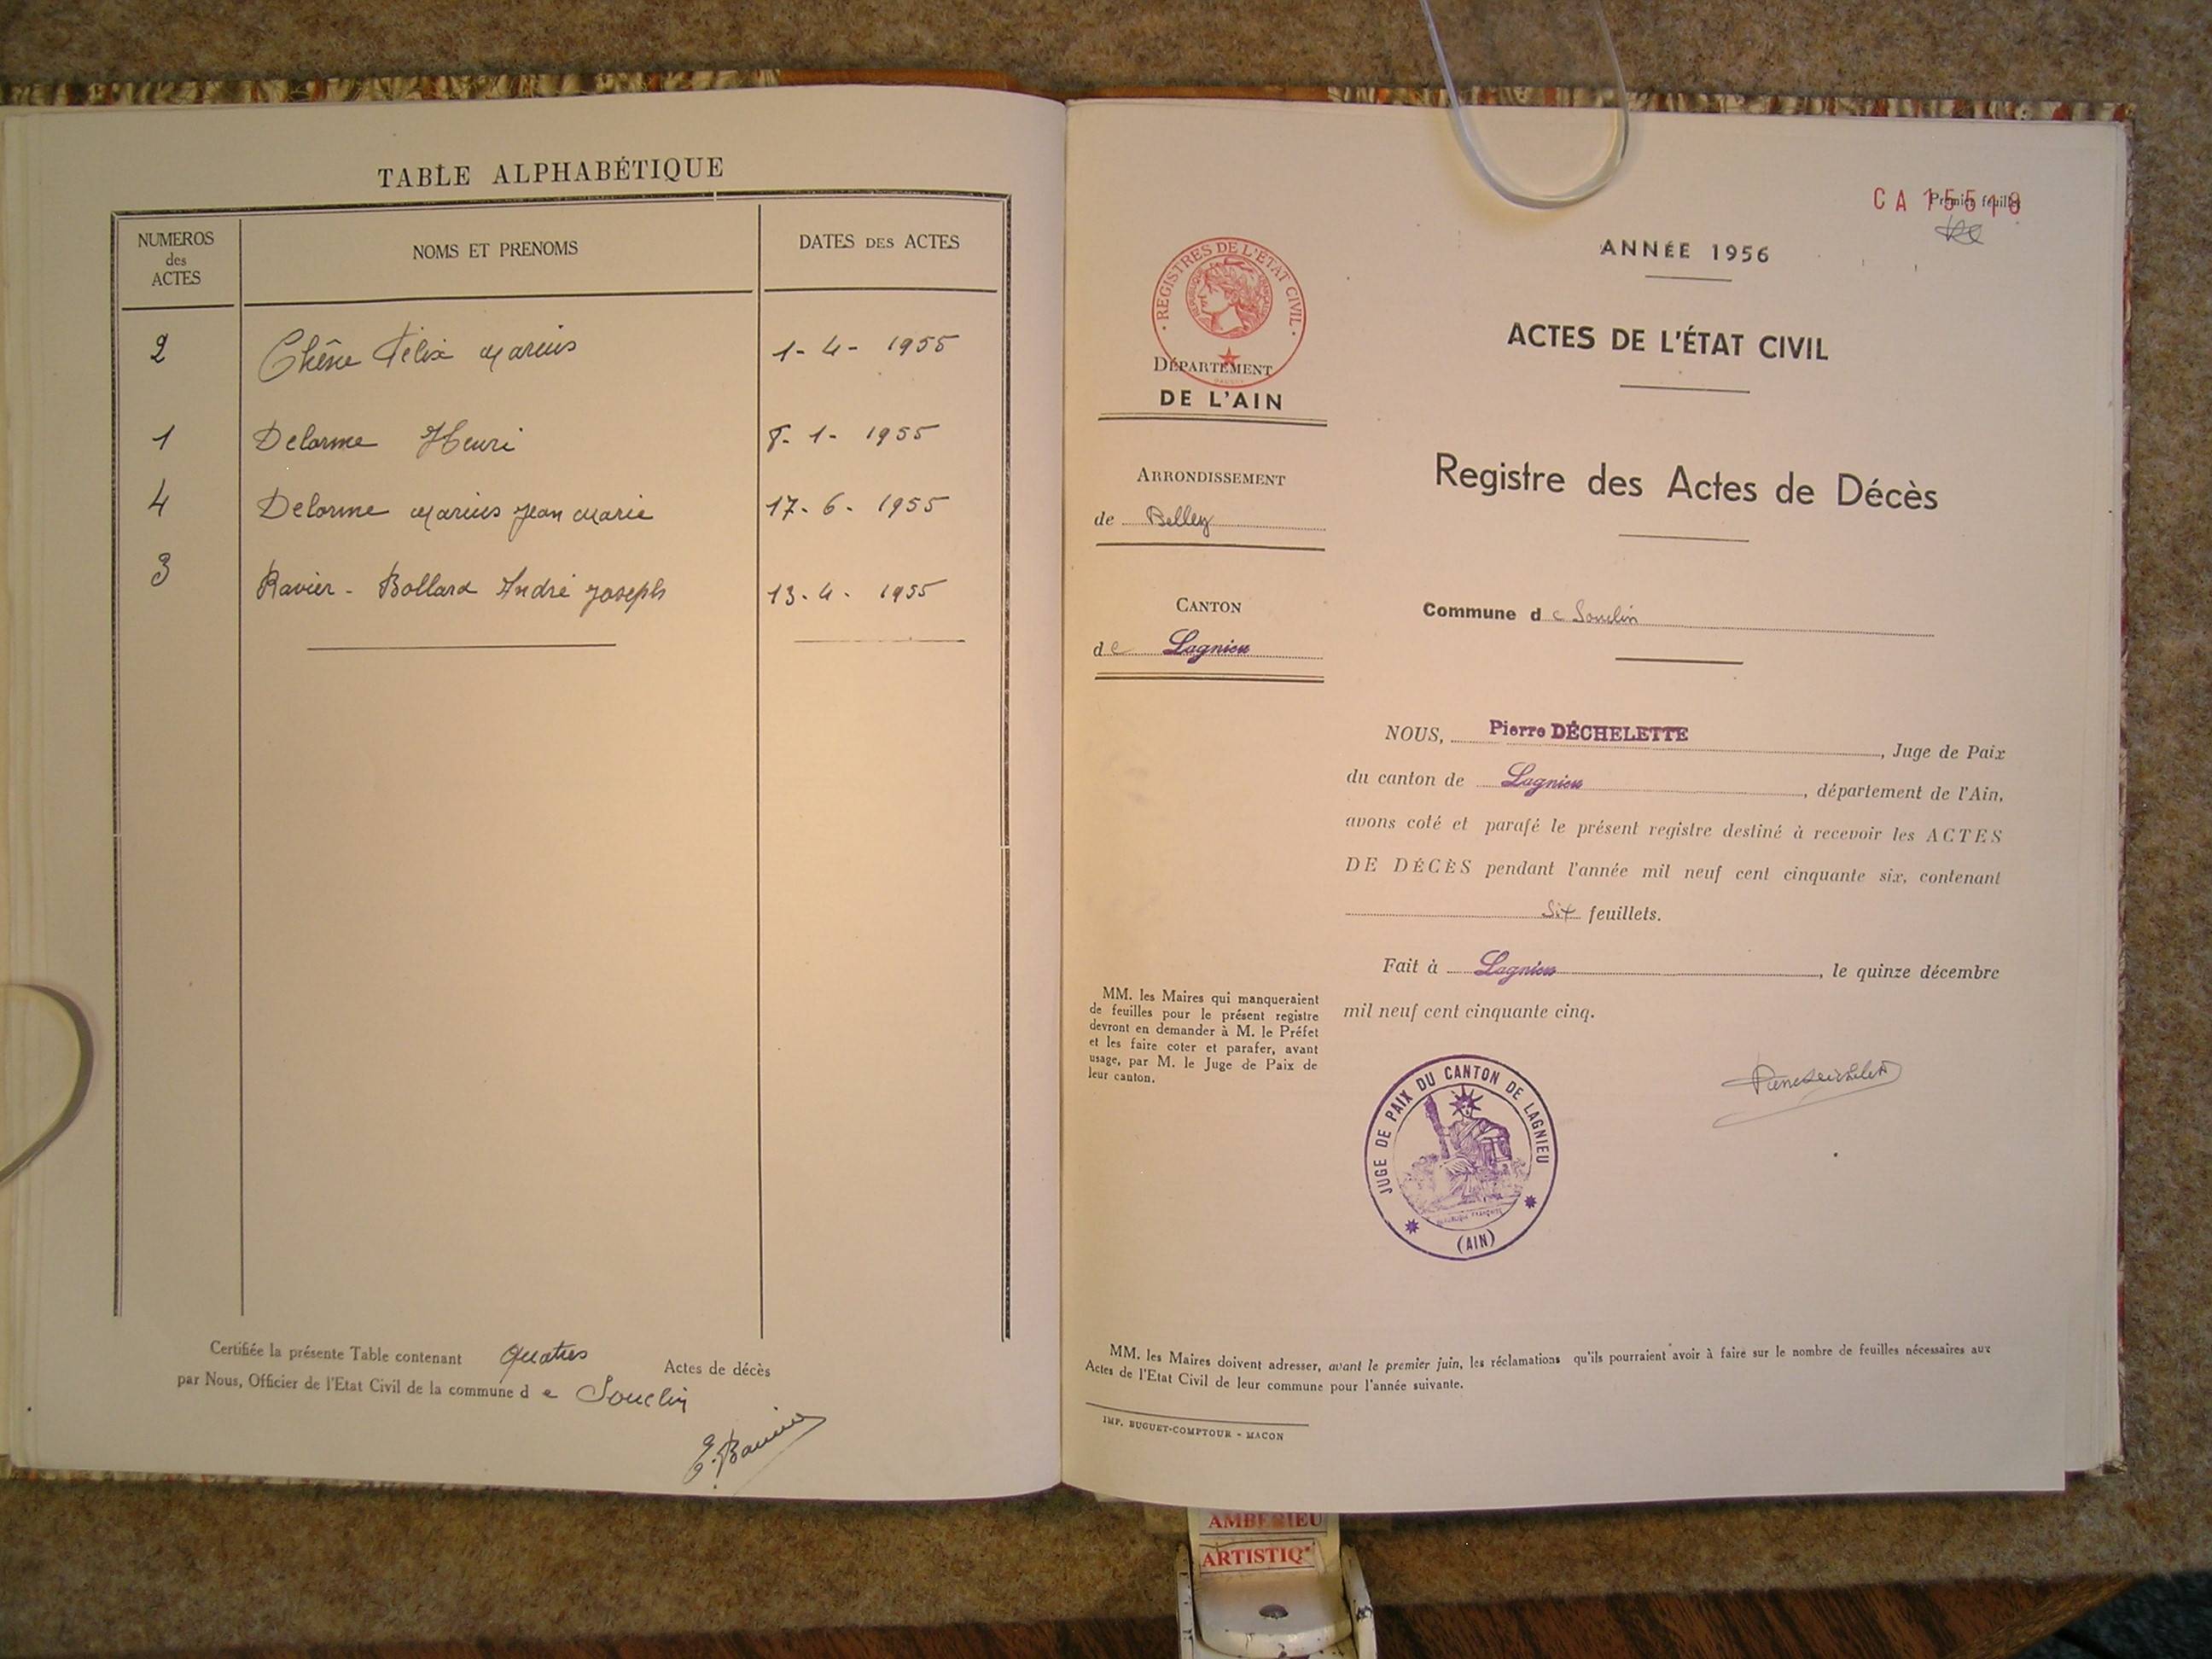 TABLE ALPHABÉTIQUE
NUMEROS
des
ACTES
NOMS ET PRENOMS
DATES DES ACTES
2 Chêne Félix Marius 1-4- 1955
1 Delorme Henri 8-1- 1955
4 Delorme Marius Jean Marie 17-6- 1955
3 Ravier - Bollard André Joseph 13-4- 1955
Certifiée la présente Table contenant quatres Actes de décès
par Nous, Officier de l'Etat Civil de la commune d e Souclin
CA
Premier feuillet
REGISTRES DE L'ETAT CIVIL
DÉPARTEMENT
DE L'AIN
ARRONDISSEMENT
de Belley
CANTON
de Lagnieu
MM. les Maires qui manqueraient
de feuilles pour le présent registre
devront en demander à M. le Préfet
et les faire coter et parafer, avant
usage, par M. le Juge de Paix de
leur canton.
ANNÉE 1956
ACTES DE L'ÉTAT CIVIL
Registre des Actes de Décès
Commune d e Souclin
NOUS, Pierre DÉCHELETTE, Juge de Paix
du canton de Lagnieu, département de l'Ain,
avons coté et parafé le présent registre destiné à recevoir les ACTES
DE DÉCÈS pendant l'année mil neuf cent cinquante six, contenant
Six feuillets.
Fait à Lagnieu, le quinze décembre
mil neuf cent cinquante cinq.
JUGE DE PAIX DU CANTON DE LAGNIEU
(AIN)
MM. les Maires doivent adresser, avant le premier juin, les réclamations qu'ils pourraient avoir à faire sur le nombre de feuilles nécessaires aux
Actes de l'Etat Civil de leur commune pour l'année suivante.
IMP. BUGUET-COMPTOUR - MACON
AMBERIEU
ARTISTIQ